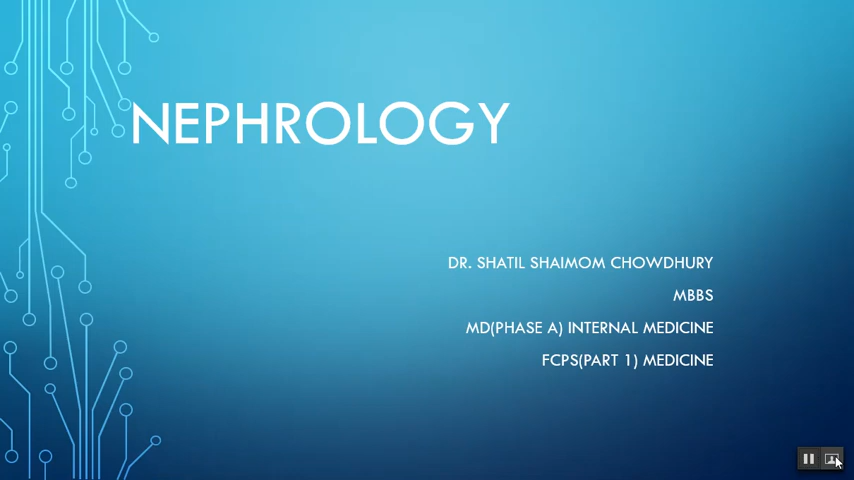 NEPHROLOGY
DR. SHATIL SHAIMOM CHOWDHURY
MBBS
MD(PHASE A) INTERNAL MEDICINE
FCPS(PART 1) MEDICINE